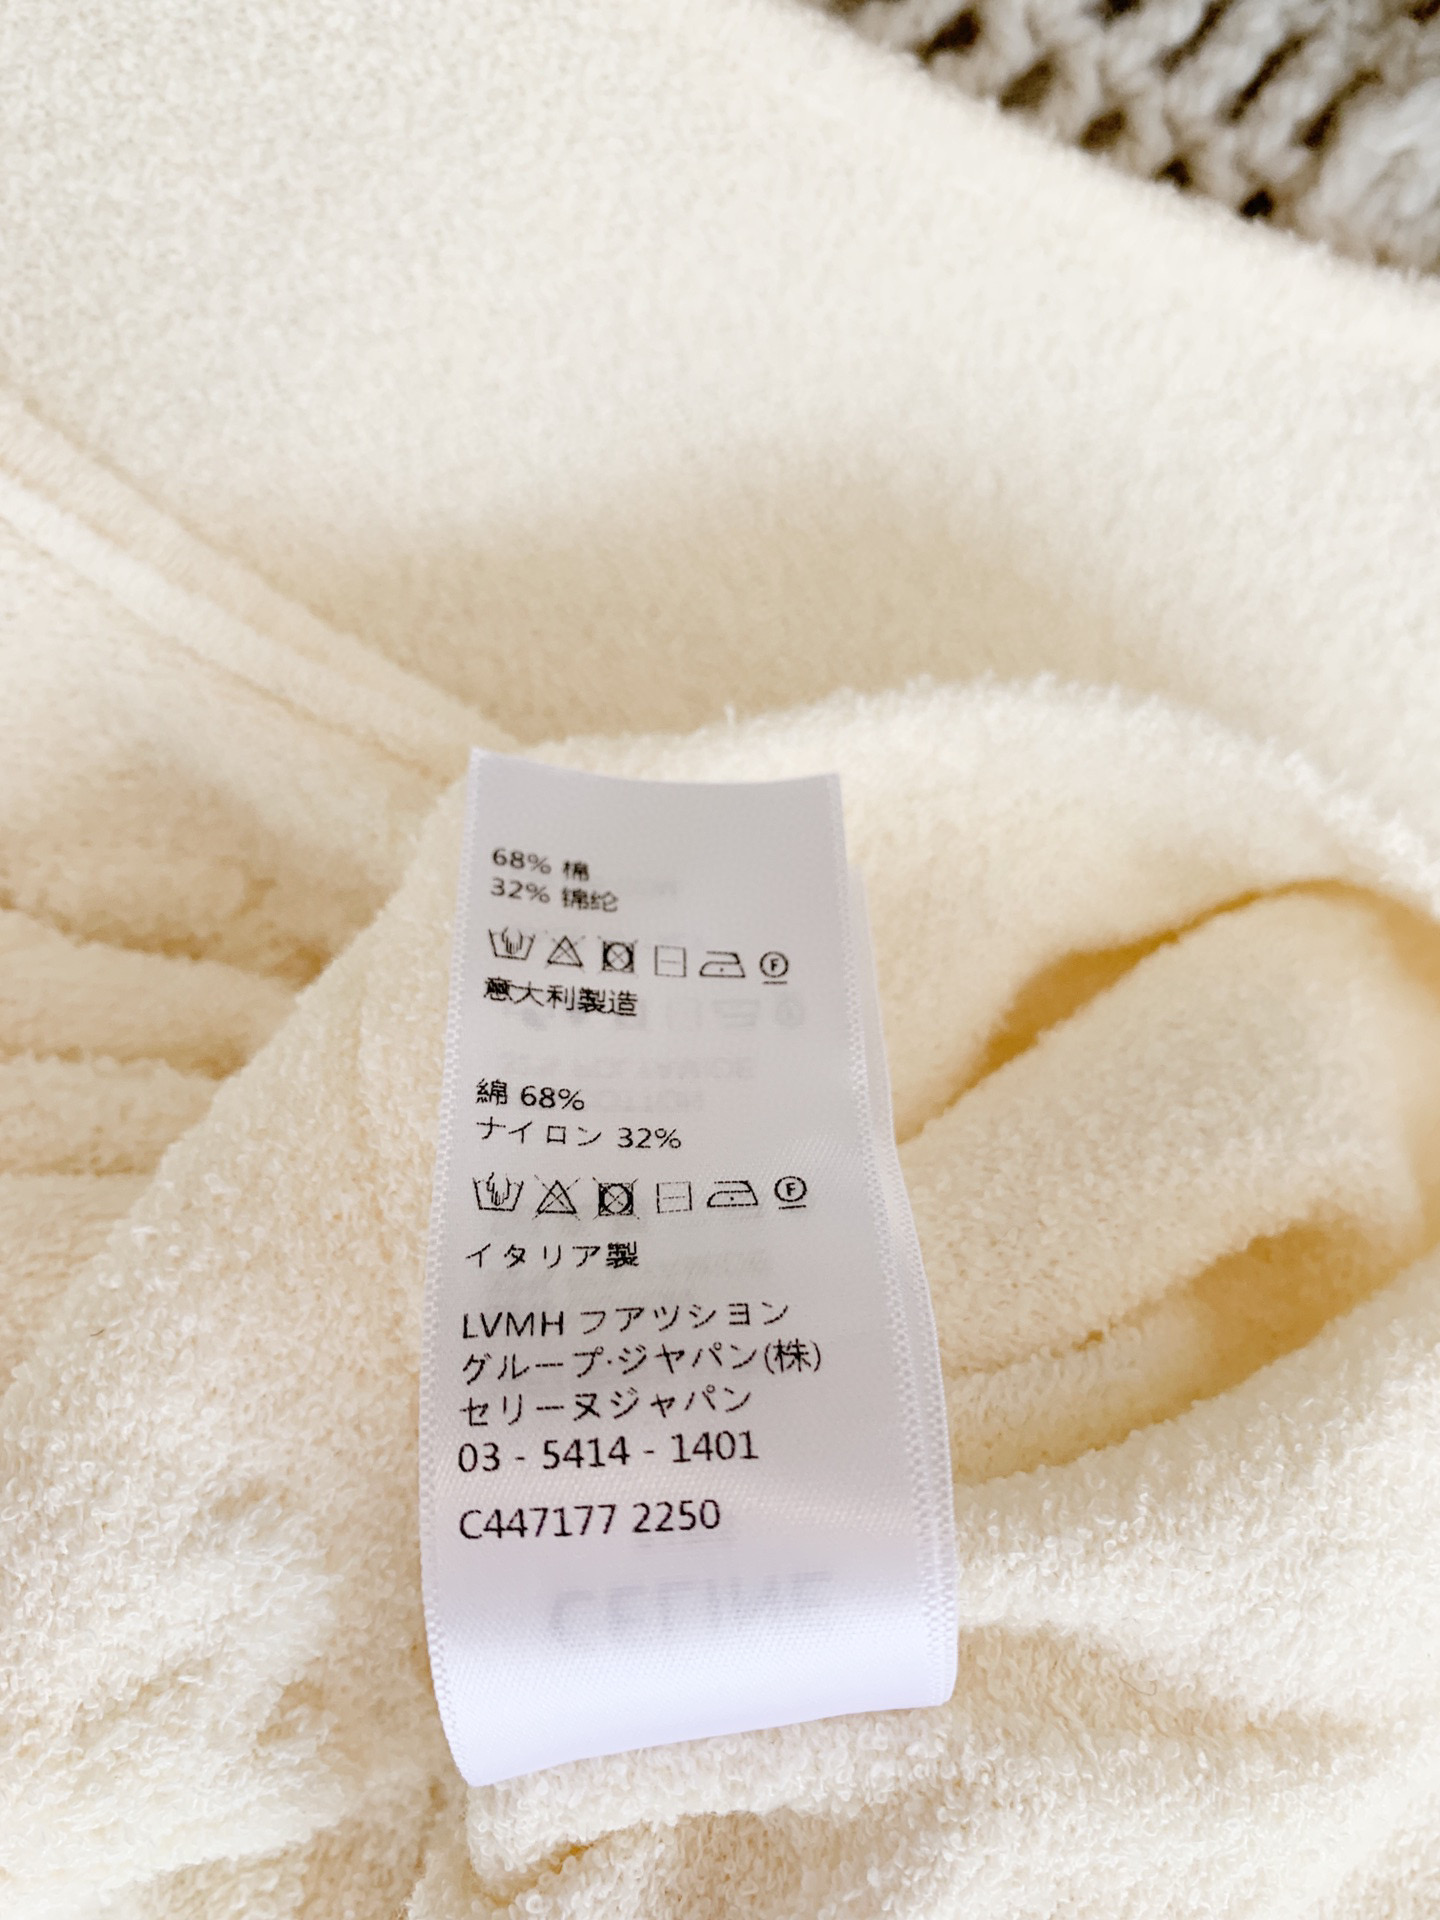 68% 棉
32% 锦纶
意大利製造
綿 68%
ナイロン 32%
イタリア製
LVMH フアツシヨン
グループ·ジヤパン(株)
セリーヌジャパン
03 - 5414 - 1401
C447177 2250